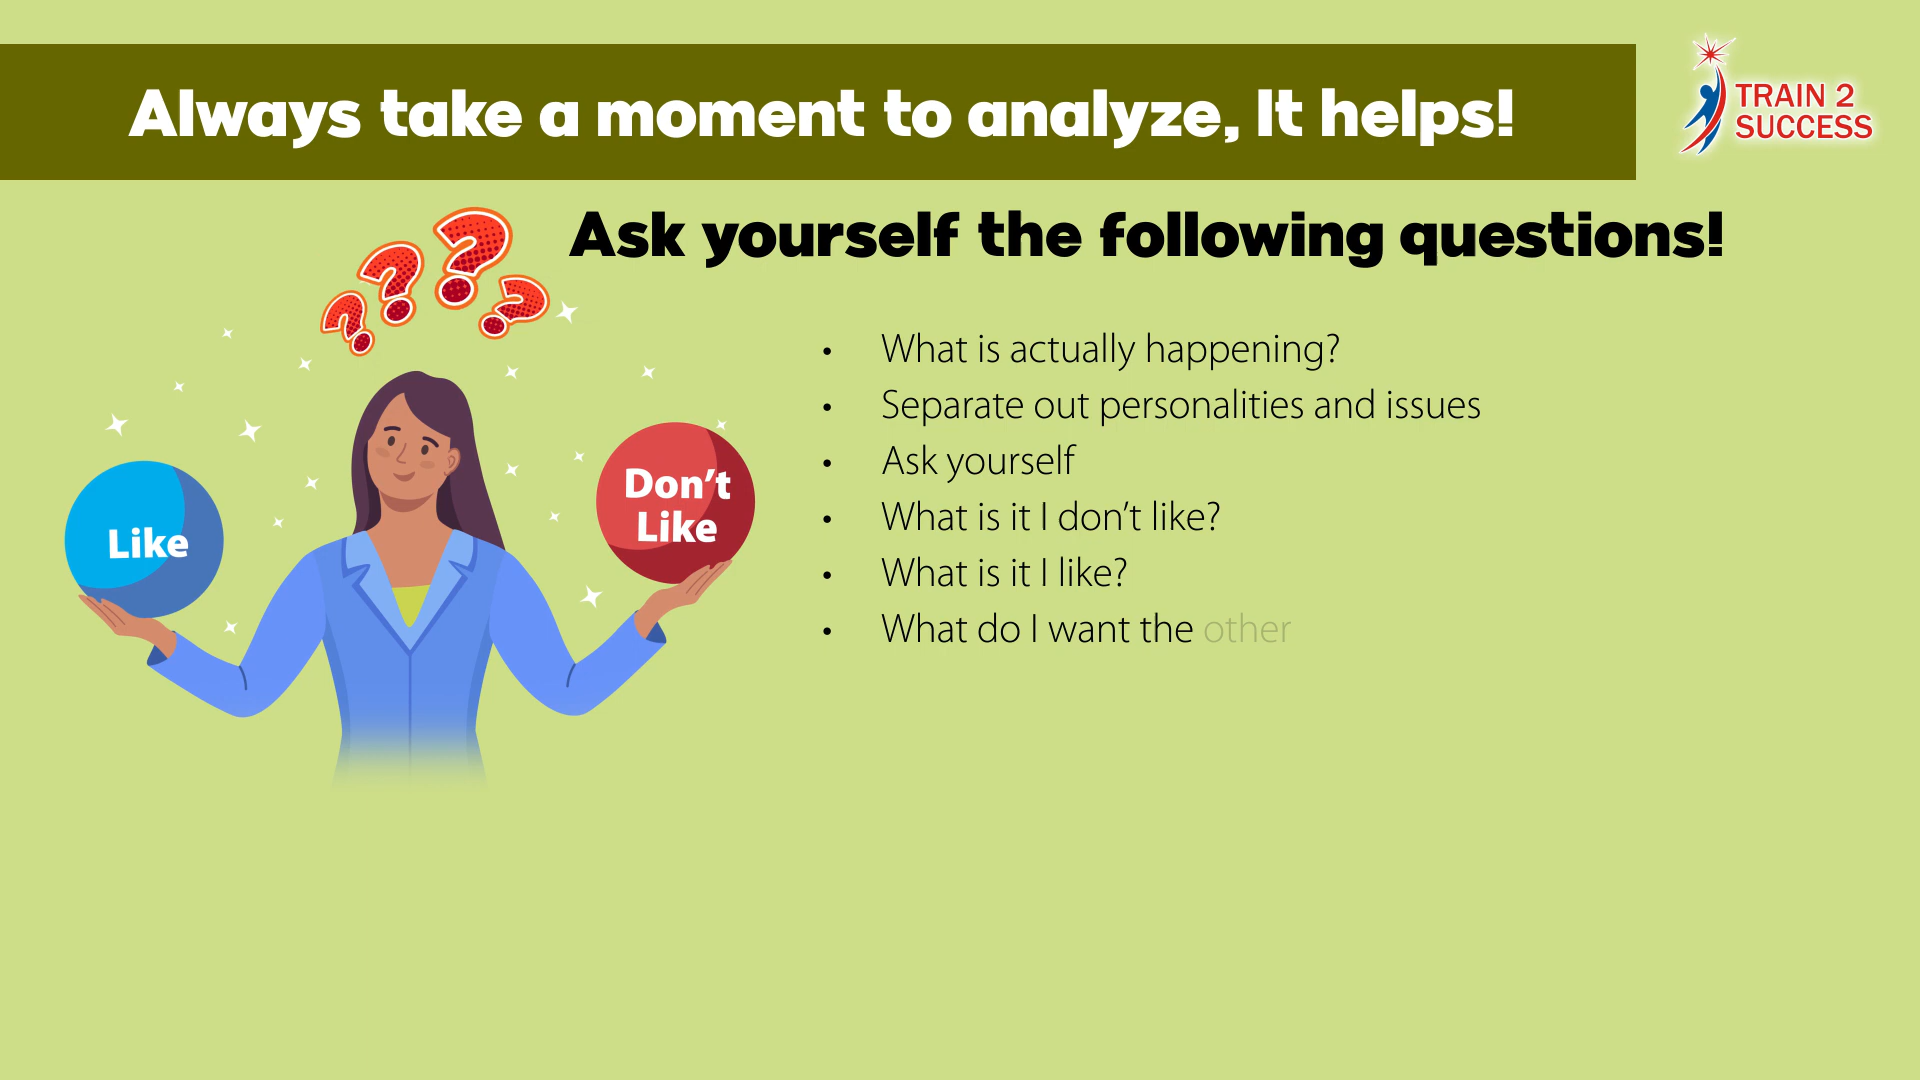 Always take a moment to analyze, It helps!
TRAIN 2
SUCCESS
Ask yourself the following questions!
• What is actually happening?
• Separate out personalities and issues
• Ask yourself
• What is it I don’t like?
• What is it I like?
• What do I want the other
Like
Don’t
Like
? ? ? ?